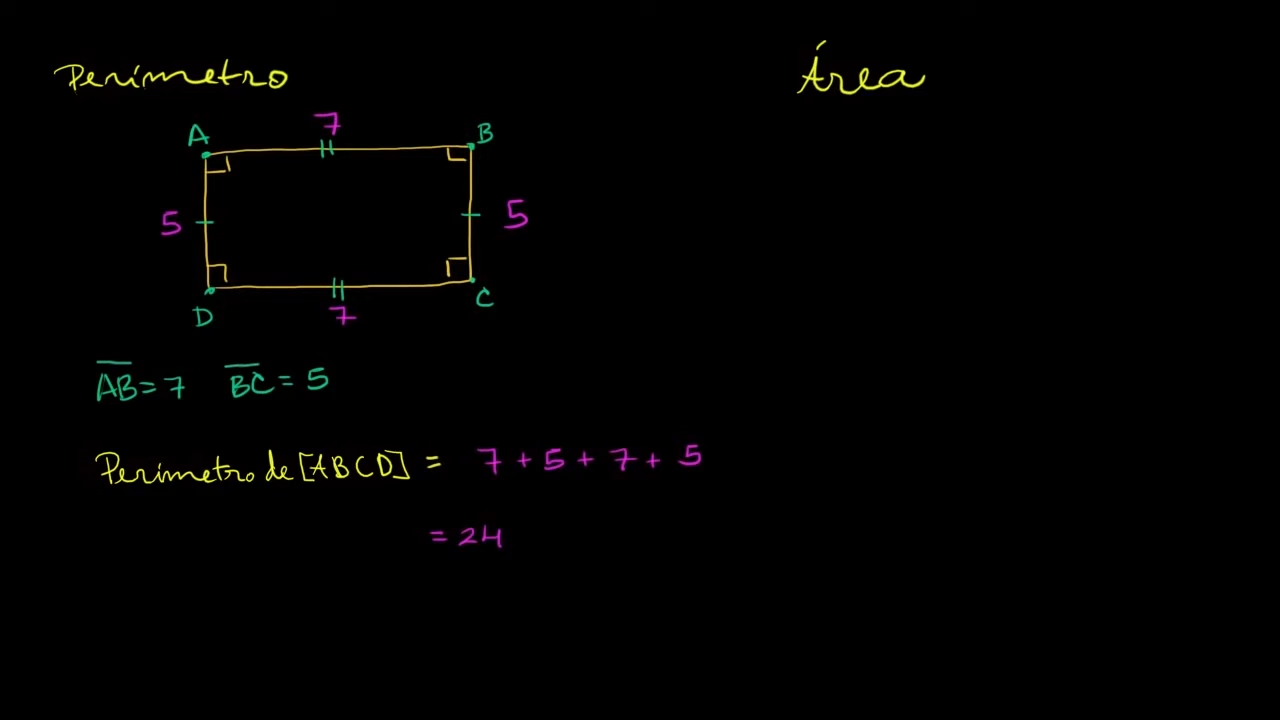 Perímetro
Área
A
7
B
5
5
D
7
C
AB = 7 BC = 5
Perímetro de [ABCD] = 7 + 5 + 7 + 5
= 24